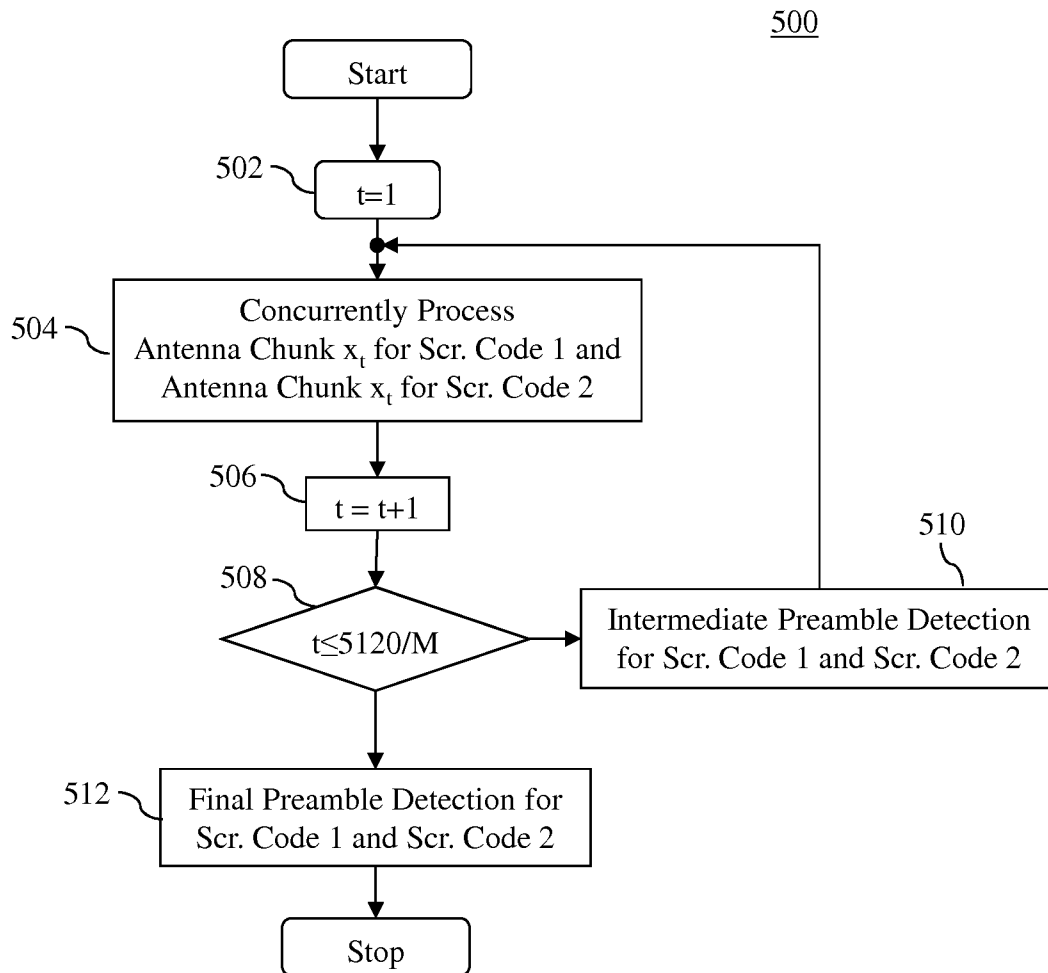 500
Start
502
t=1
504
Concurrently Process
Antenna Chunk xₜ for Scr. Code 1 and
Antenna Chunk xₜ for Scr. Code 2
506
t = t+1
508
t≤5120/M
510
Intermediate Preamble Detection
for Scr. Code 1 and Scr. Code 2
512
Final Preamble Detection for
Scr. Code 1 and Scr. Code 2
Stop